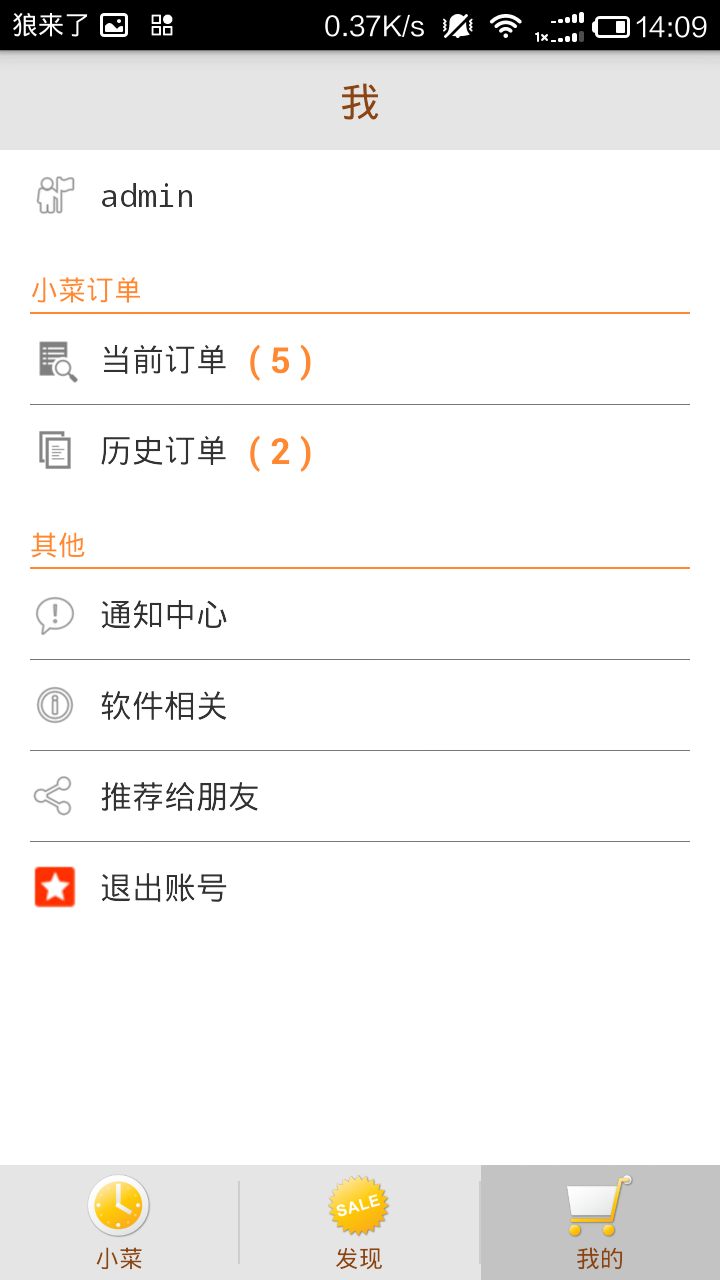 狼来了 0.37K/s 1x 14:09
我
admin
小菜订单
当前订单 (5)
历史订单 (2)
其他
通知中心
软件相关
推荐给朋友
退出账号
SALE
小菜 发现 我的